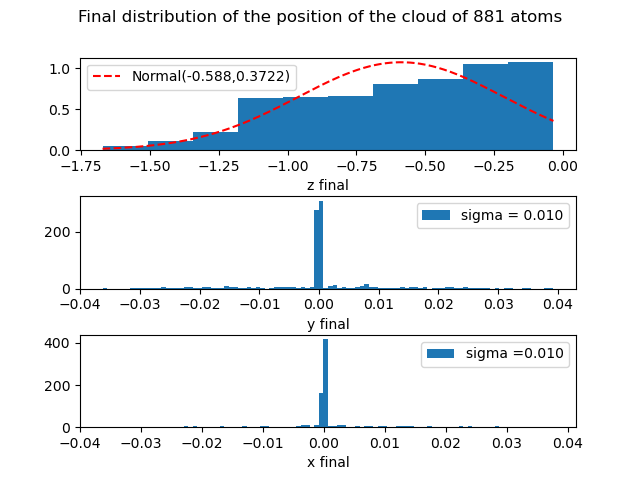 Final distribution of the position of the cloud of 881 atoms
1.0
0.5
0.0
Normal(-0.588,0.3722)
−1.75 −1.50 −1.25 −1.00 −0.75 −0.50 −0.25 0.00
z final
200
0
sigma = 0.010
−0.04 −0.03 −0.02 −0.01 0.00 0.01 0.02 0.03 0.04
y final
400
200
0
sigma =0.010
−0.04 −0.03 −0.02 −0.01 0.00 0.01 0.02 0.03 0.04
x final